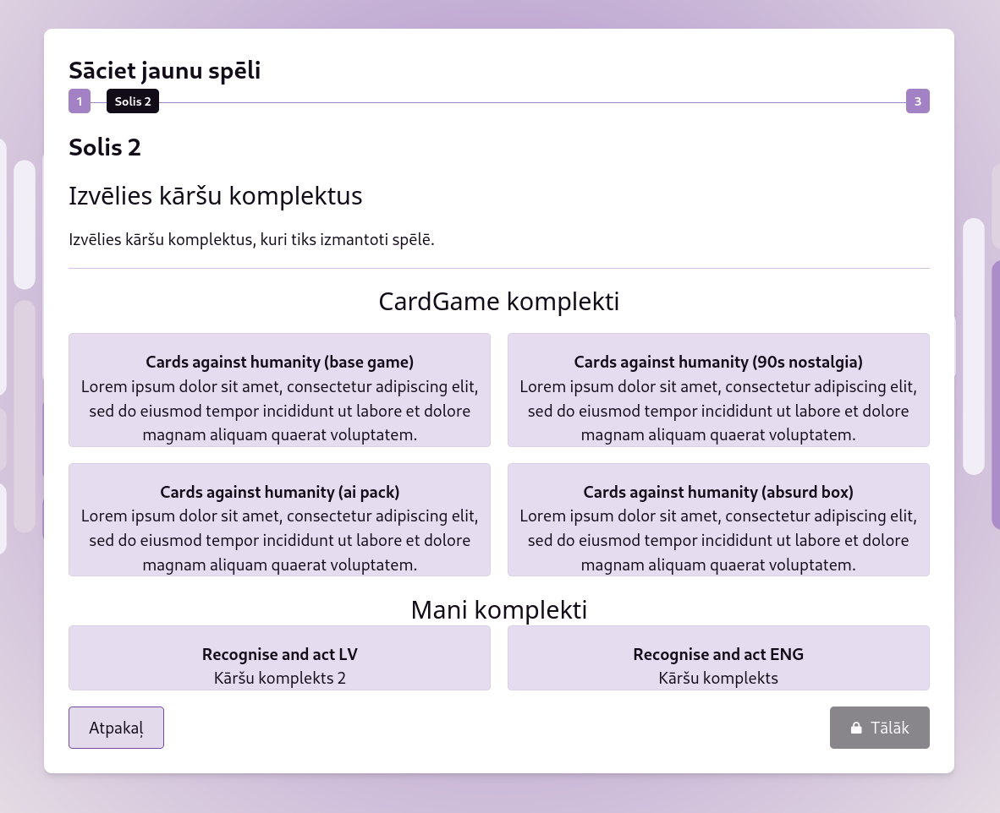 Sāciet jaunu spēli
1
Solis 2
3
Solis 2
Izvēlies kāršu komplektus
Izvēlies kāršu komplektus, kuri tiks izmantoti spēlē.
CardGame komplekti
Cards against humanity (base game)
Lorem ipsum dolor sit amet, consectetur adipiscing elit,
sed do eiusmod tempor incididunt ut labore et dolore
magnam aliquam quaerat voluptatem.
Cards against humanity (90s nostalgia)
Lorem ipsum dolor sit amet, consectetur adipiscing elit,
sed do eiusmod tempor incididunt ut labore et dolore
magnam aliquam quaerat voluptatem.
Cards against humanity (ai pack)
Lorem ipsum dolor sit amet, consectetur adipiscing elit,
sed do eiusmod tempor incididunt ut labore et dolore
magnam aliquam quaerat voluptatem.
Cards against humanity (absurd box)
Lorem ipsum dolor sit amet, consectetur adipiscing elit,
sed do eiusmod tempor incididunt ut labore et dolore
magnam aliquam quaerat voluptatem.
Mani komplekti
Recognise and act LV
Kāršu komplekts 2
Recognise and act ENG
Kāršu komplekts
Atpakaļ
Tālāk